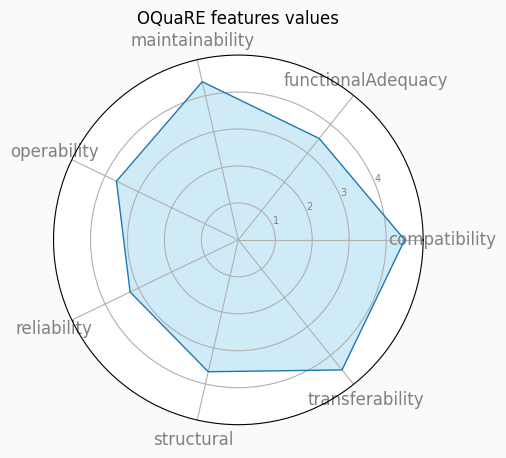 OQuaRE features values
maintainability
functionalAdequacy
operability
4
3
2
1
compatibility
reliability
transferability
structural